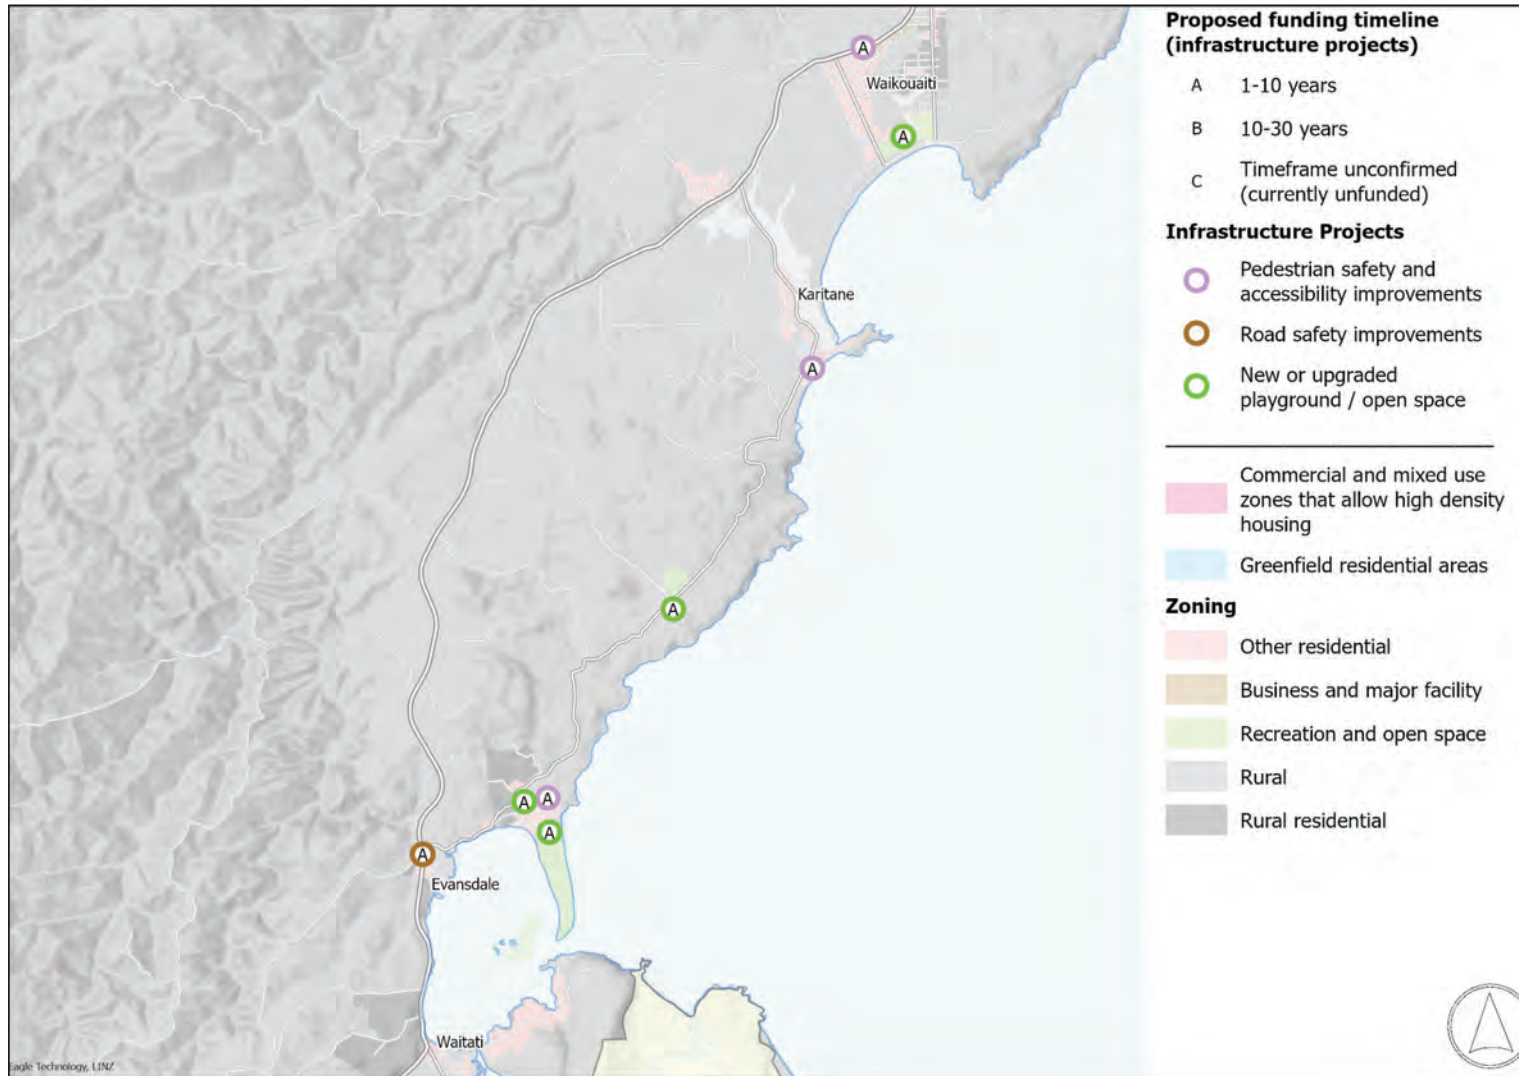 Proposed funding timeline
(infrastructure projects)
A 1-10 years
B 10-30 years
C Timeframe unconfirmed
(currently unfunded)
Infrastructure Projects
Pedestrian safety and
accessibility improvements
Road safety improvements
New or upgraded
playground / open space
Commercial and mixed use
zones that allow high density
housing
Greenfield residential areas
Zoning
Other residential
Business and major facility
Recreation and open space
Rural
Rural residential
A
Waikouaiti
A
Karitane
A
A
A A
A
A
Evansdale
Waitati
Eagle Technology, LINZ